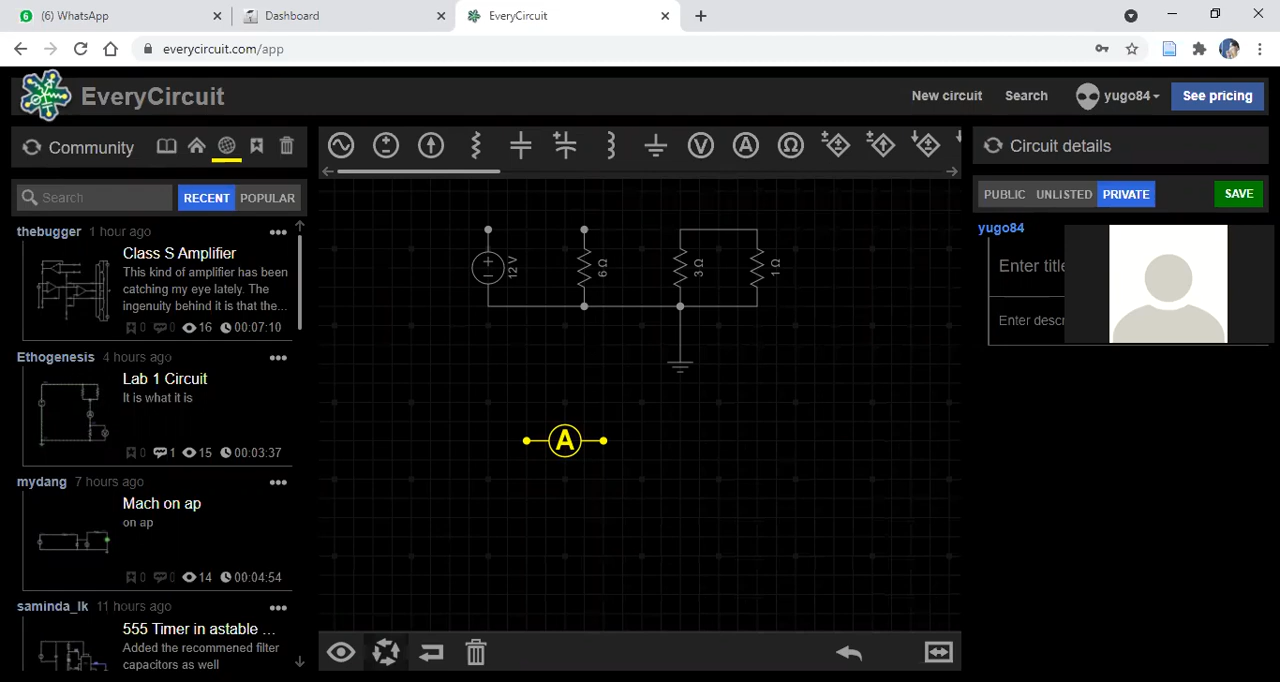 6
(6) WhatsApp
Dashboard
EveryCircuit
everycircuit.com/app
EveryCircuit
New circuit
Search
yugo84
See pricing
Community
Search
RECENT
POPULAR
thebugger 1 hour ago
Class S Amplifier
This kind of amplifier has been
catching my eye lately. The
ingenuity behind it is that the...
0 0 16 00:07:10
Ethogenesis 4 hours ago
Lab 1 Circuit
It is what it is
0 1 15 00:03:37
mydang 7 hours ago
Mach on ap
on ap
0 0 14 00:04:54
saminda_lk 11 hours ago
555 Timer in astable ...
Added the recommened filter
capacitors as well
V
A
Ω
12 V
6 Ω
3 Ω
1 Ω
A
Circuit details
PUBLIC
UNLISTED
PRIVATE
SAVE
yugo84
Enter title
Enter descr